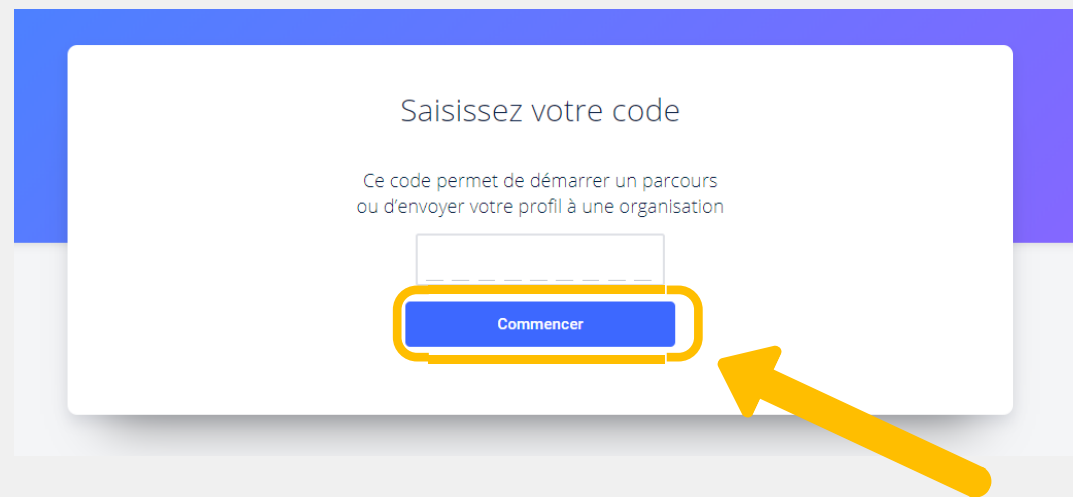 Saisissez votre code
Ce code permet de démarrer un parcours
ou d’envoyer votre profil à une organisation
Commencer